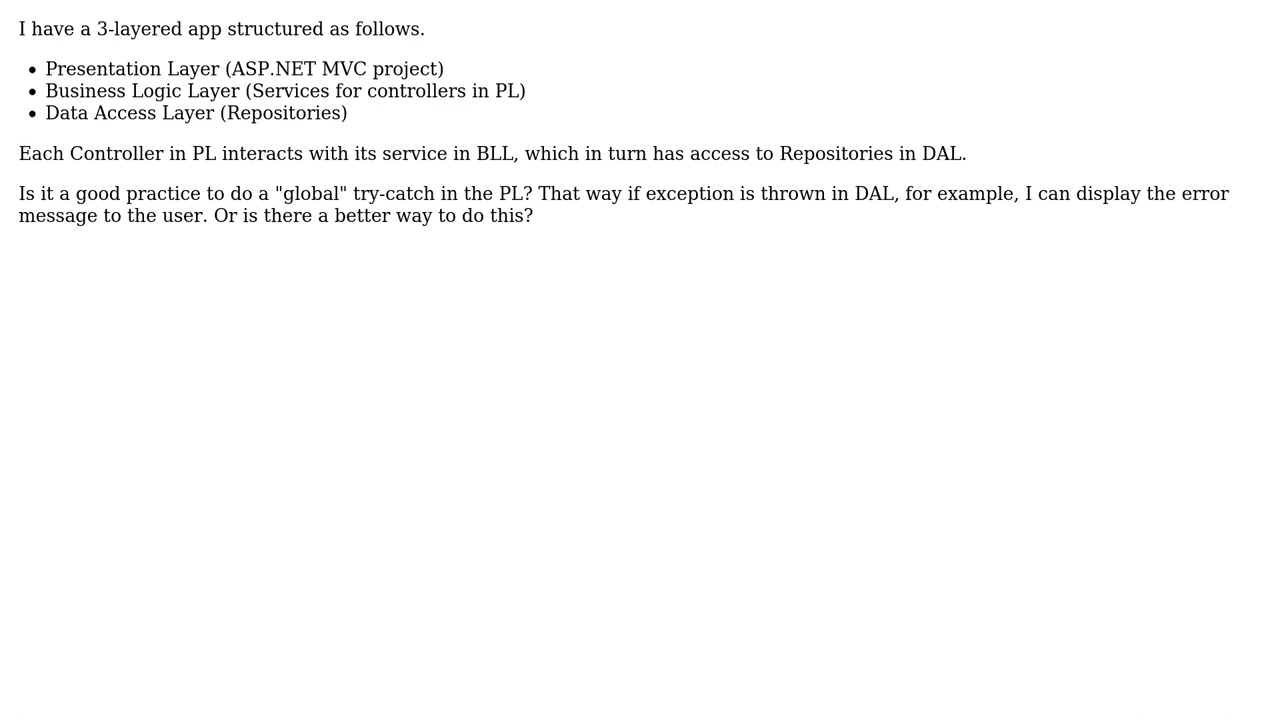 I have a 3-layered app structured as follows.
Presentation Layer (ASP.NET MVC project)
Business Logic Layer (Services for controllers in PL)
Data Access Layer (Repositories)
Each Controller in PL interacts with its service in BLL, which in turn has access to Repositories in DAL.
Is it a good practice to do a "global" try-catch in the PL? That way if exception is thrown in DAL, for example, I can display the error
message to the user. Or is there a better way to do this?